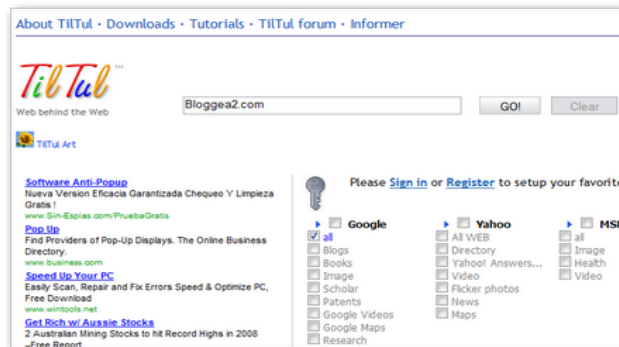 About TilTul · Downloads · Tutorials · TilTul forum · Informer
TilTul™
Web behind the Web
Bloggea2.com
GO!
Clear
TilTul Art
Software Anti-Popup
Nueva Version Eficacia Garantizada Chequeo Y Limpieza
Gratis !
www.Sin-Espias.com/PruebaGratis
Pop Up
Find Providers of Pop-Up Displays. The Online Business
Directory.
www.business.com
Speed Up Your PC
Easily Scan, Repair and Fix Errors Speed & Optimize PC,
Free Download
www.wintools.net
Get Rich w/ Aussie Stocks
2 Australian Mining Stocks to hit Record Highs in 2008
--Free Report
Please Sign in or Register to setup your favorite
Google
all
Blogs
Books
Image
Scholar
Patents
Google Videos
Google Maps
Research
Yahoo
All WEB
Directory
Yahoo! Answers...
Video
Flicker photos
News
Maps
MS
all
Image
Health
Video